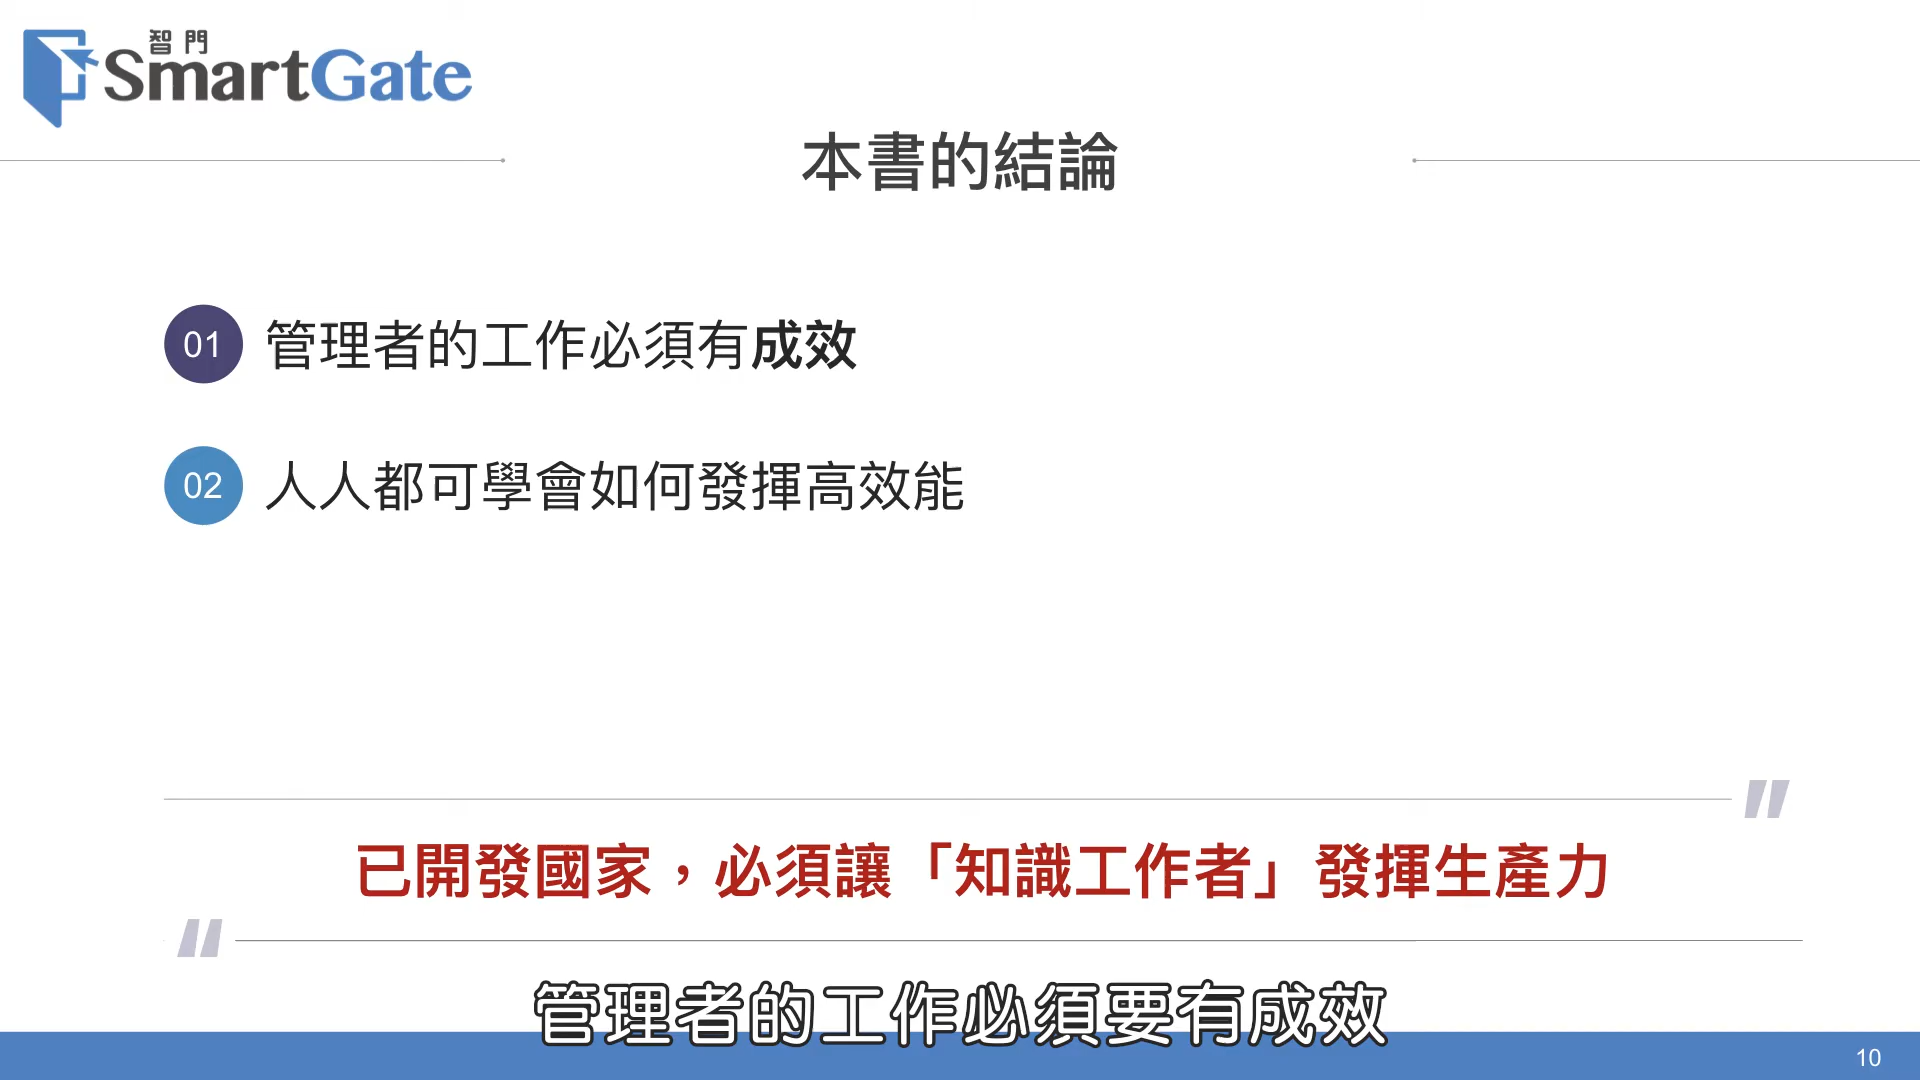 智門
SmartGate
本書的結論
01 管理者的工作必須有成效
02 人人都可學會如何發揮高效能
已開發國家，必須讓「知識工作者」發揮生產力
管理者的工作必須要有成效
10